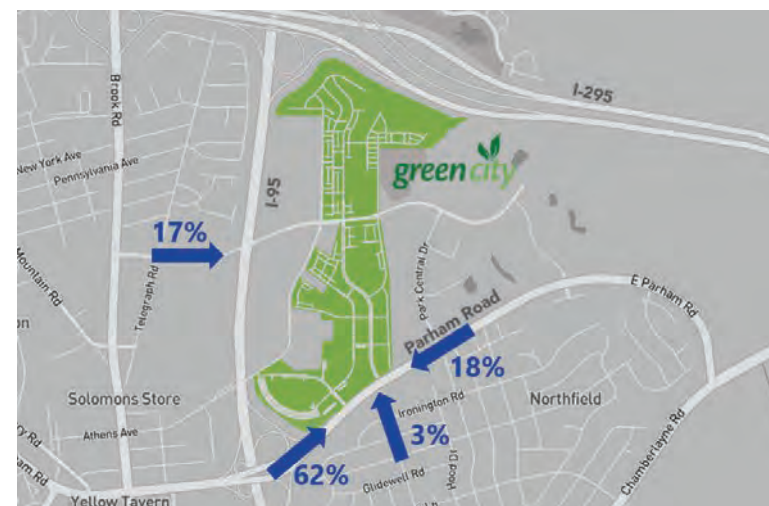 I-295
Brook Rd
New York Ave
Pennsylvania Ave
green city
I-95
17%
Park Central Dr
Mountain Rd
Telegraph Rd
E Parham Rd
Parham Road
on
18%
Solomons Store
Northfield
Ironington Rd
Chamberlayne Rd
Athens Ave
3%
Hood Dr
62%
Glidewell Rd
Yellow Tavern